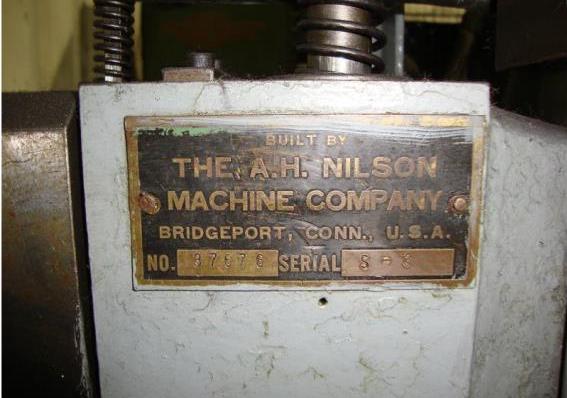 BUILT BY
THE A.H. NILSON
MACHINE COMPANY
BRIDGEPORT, CONN., U.S.A.
NO. SERIAL